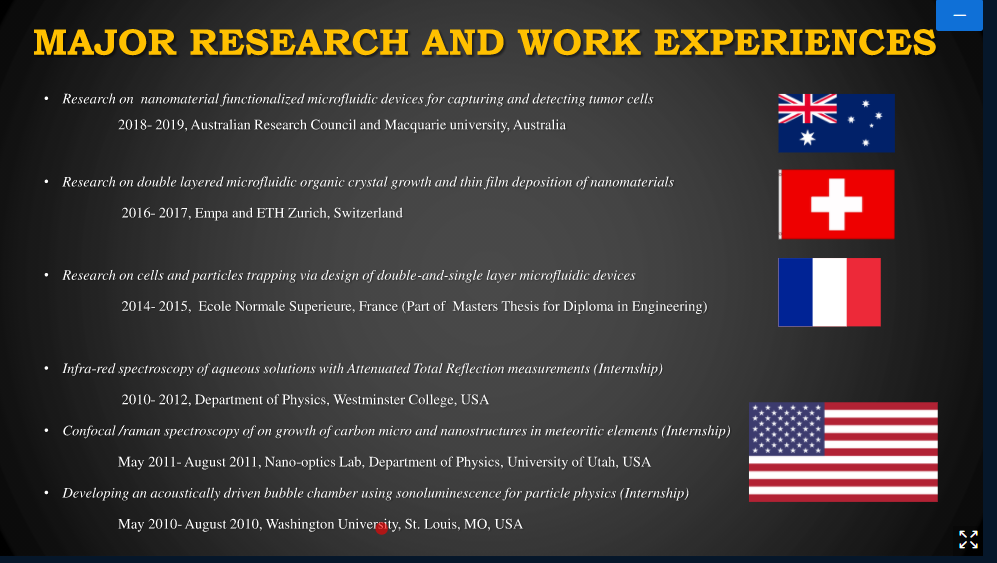 MAJOR RESEARCH AND WORK EXPERIENCES
• Research on nanomaterial functionalized microfluidic devices for capturing and detecting tumor cells
2018- 2019, Australian Research Council and Macquarie university, Australia
• Research on double layered microfluidic organic crystal growth and thin film deposition of nanomaterials
2016- 2017, Empa and ETH Zurich, Switzerland
• Research on cells and particles trapping via design of double-and-single layer microfluidic devices
2014- 2015, Ecole Normale Superieure, France (Part of Masters Thesis for Diploma in Engineering)
• Infra-red spectroscopy of aqueous solutions with Attenuated Total Reflection measurements (Internship)
2010- 2012, Department of Physics, Westminster College, USA
• Confocal /raman spectroscopy of on growth of carbon micro and nanostructures in meteoritic elements (Internship)
May 2011- August 2011, Nano-optics Lab, Department of Physics, University of Utah, USA
• Developing an acoustically driven bubble chamber using sonoluminescence for particle physics (Internship)
May 2010- August 2010, Washington University, St. Louis, MO, USA